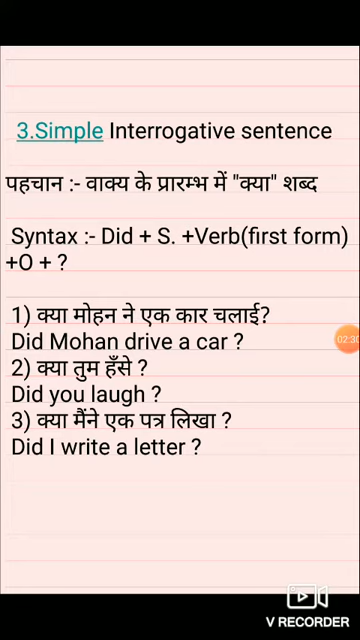 3.Simple Interrogative sentence
पहचान :- वाक्य के प्रारम्भ में "क्या" शब्द
Syntax :- Did + S. +Verb(first form)
+O + ?
1) क्या मोहन ने एक कार चलाई?
Did Mohan drive a car ?
2) क्या तुम हँसे ?
Did you laugh ?
3) क्या मैंने एक पत्र लिखा ?
Did I write a letter ?
02:30
V RECORDER